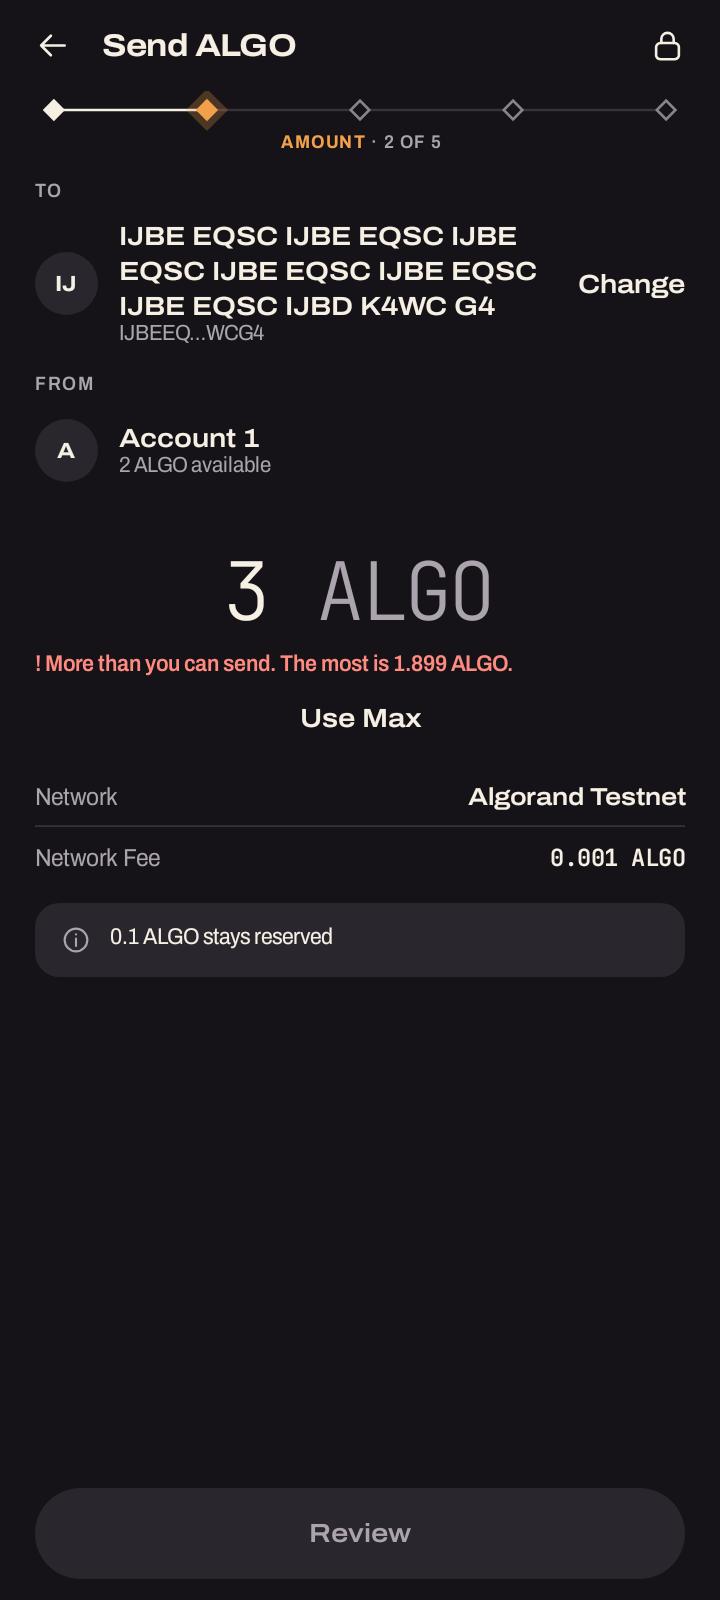 Send ALGO
AMOUNT · 2 OF 5
TO
IJ
IJBE EQSC IJBE EQSC IJBE
EQSC IJBE EQSC IJBE EQSC
IJBE EQSC IJBD K4WC G4
IJBEEQ...WCG4
Change
FROM
A
Account 1
2 ALGO available
3 ALGO
! More than you can send. The most is 1.899 ALGO.
Use Max
Network Algorand Testnet
Network Fee 0.001 ALGO
0.1 ALGO stays reserved
Review